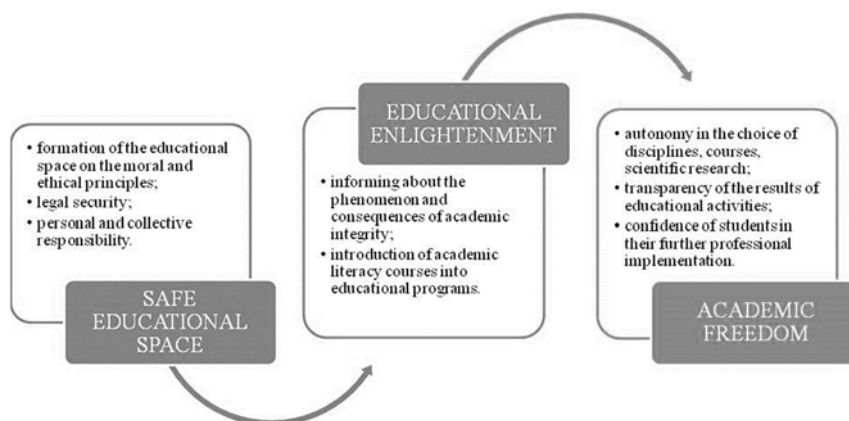 • formation of the educational
space on the moral and
ethical principles;
• legal security;
• personal and collective
responsibility.
SAFE
EDUCATIONAL
SPACE
EDUCATIONAL
ENLIGHTENMENT
• informing about the
phenomenon and
consequences of academic
integrity;
• introduction of academic
literacy courses into
educational programs.
• autonomy in the choice of
disciplines, courses,
scientific research;
• transparency of the results of
educational activities;
• confidence of students in
their further professional
implementation.
ACADEMIC
FREEDOM